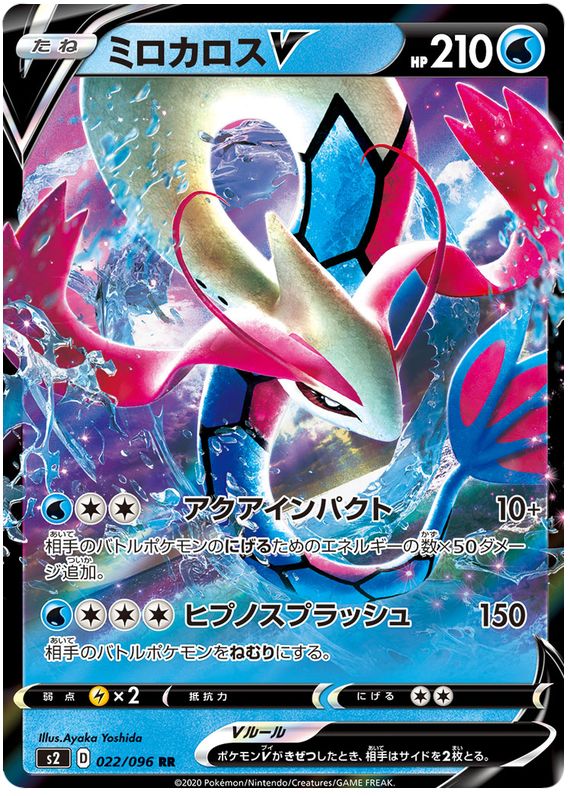 たね ミロカロスV HP 210
アクアインパクト 10+
相手のバトルポケモンのにげるためのエネルギーの数×50ダメー
ジ追加。
ヒプノスプラッシュ 150
相手のバトルポケモンをねむりにする。
弱点 ×2 抵抗力 にげる
Illus.Ayaka Yoshida
Vルール
s2 D 022/096 RR
ポケモンVがきぜつしたとき、相手はサイドを2枚とる。
©2020 Pokémon/Nintendo/Creatures/GAME FREAK.